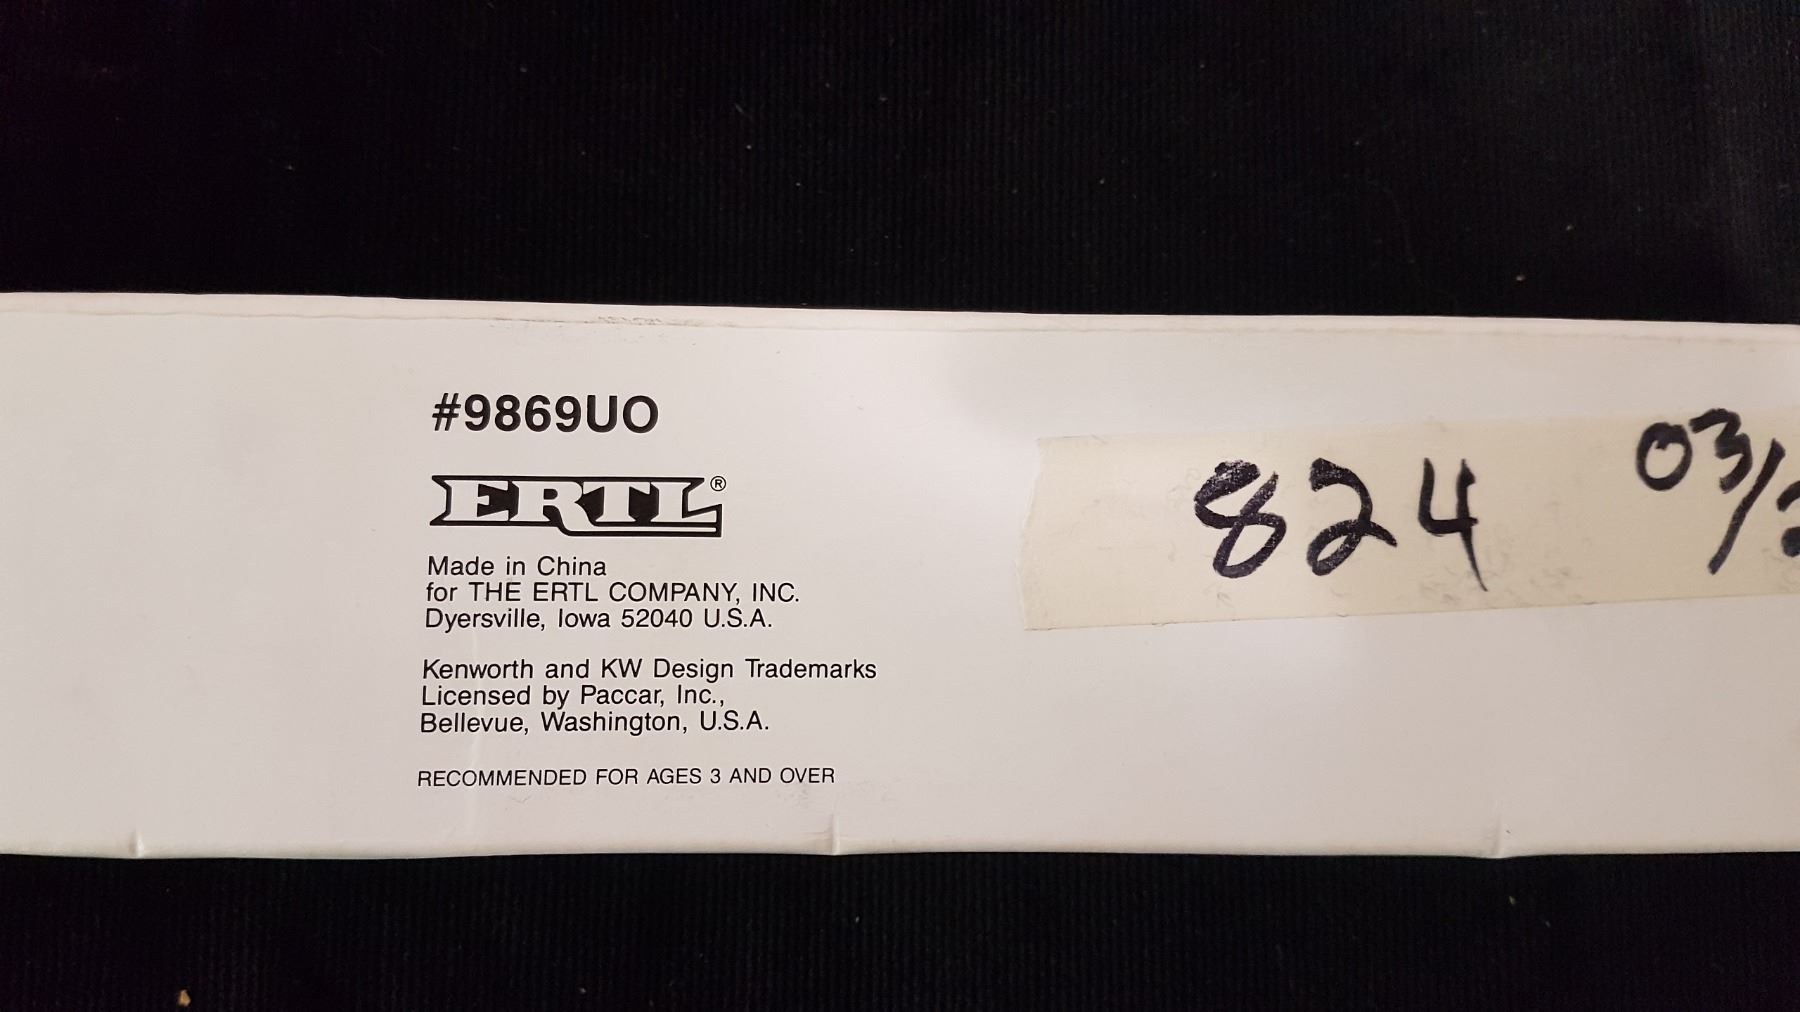 #9869UO
ERTL®
Made in China
for THE ERTL COMPANY, INC.
Dyersville, Iowa 52040 U.S.A.
Kenworth and KW Design Trademarks
Licensed by Paccar, Inc.,
Bellevue, Washington, U.S.A.
RECOMMENDED FOR AGES 3 AND OVER
824 03/